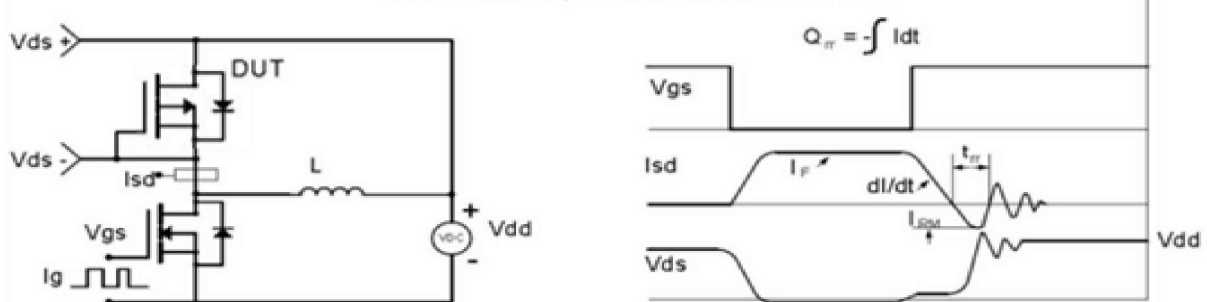 Vds +
DUT
Vds -
Isd
L
Vgs
Ig
VDC
+
-
Vdd
Qrr = -∫ Idt
Vgs
Isd
IF
dI/dt
trr
IRM
Vds
Vdd